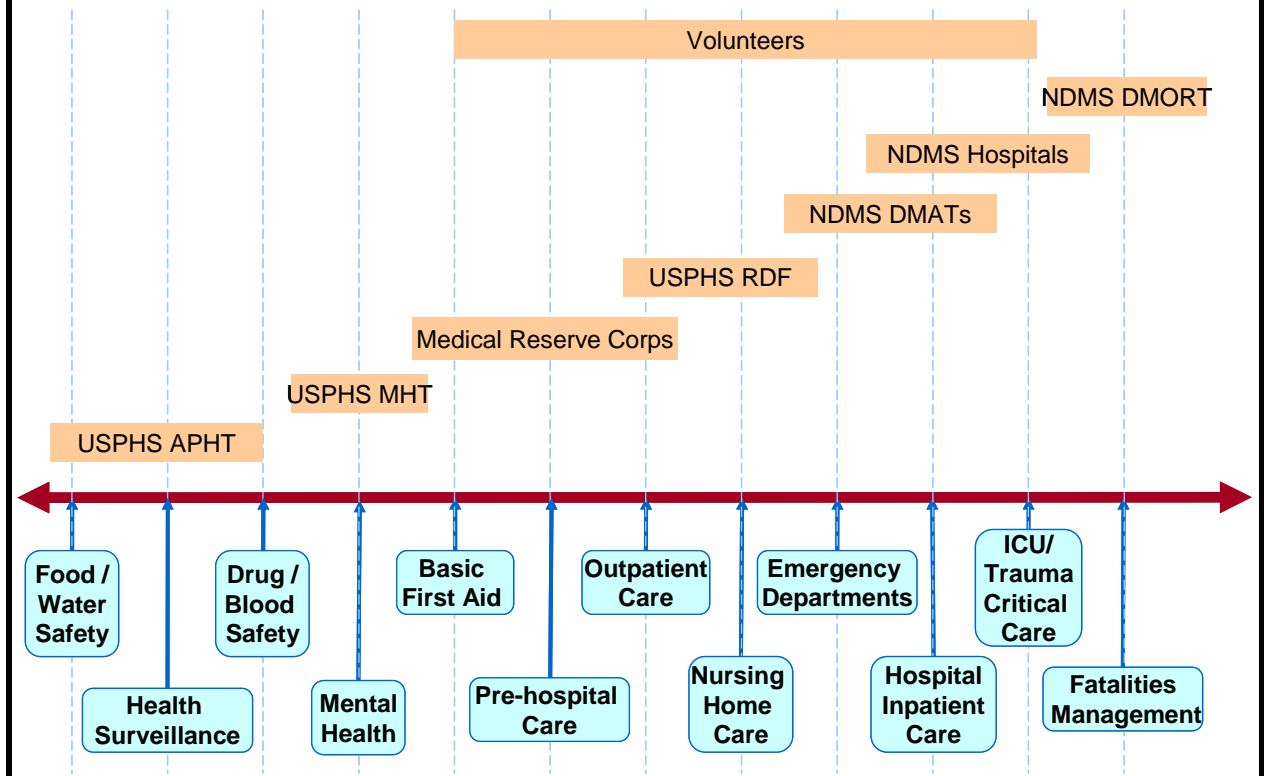 Volunteers
NDMS DMORT
NDMS Hospitals
NDMS DMATs
USPHS RDF
Medical Reserve Corps
USPHS MHT
USPHS APHT
Food /
Water
Safety
Health
Surveillance
Drug /
Blood
Safety
Mental
Health
Basic
First Aid
Pre-hospital
Care
Outpatient
Care
Nursing
Home
Care
Emergency
Departments
Hospital
Inpatient
Care
ICU/
Trauma
Critical
Care
Fatalities
Management